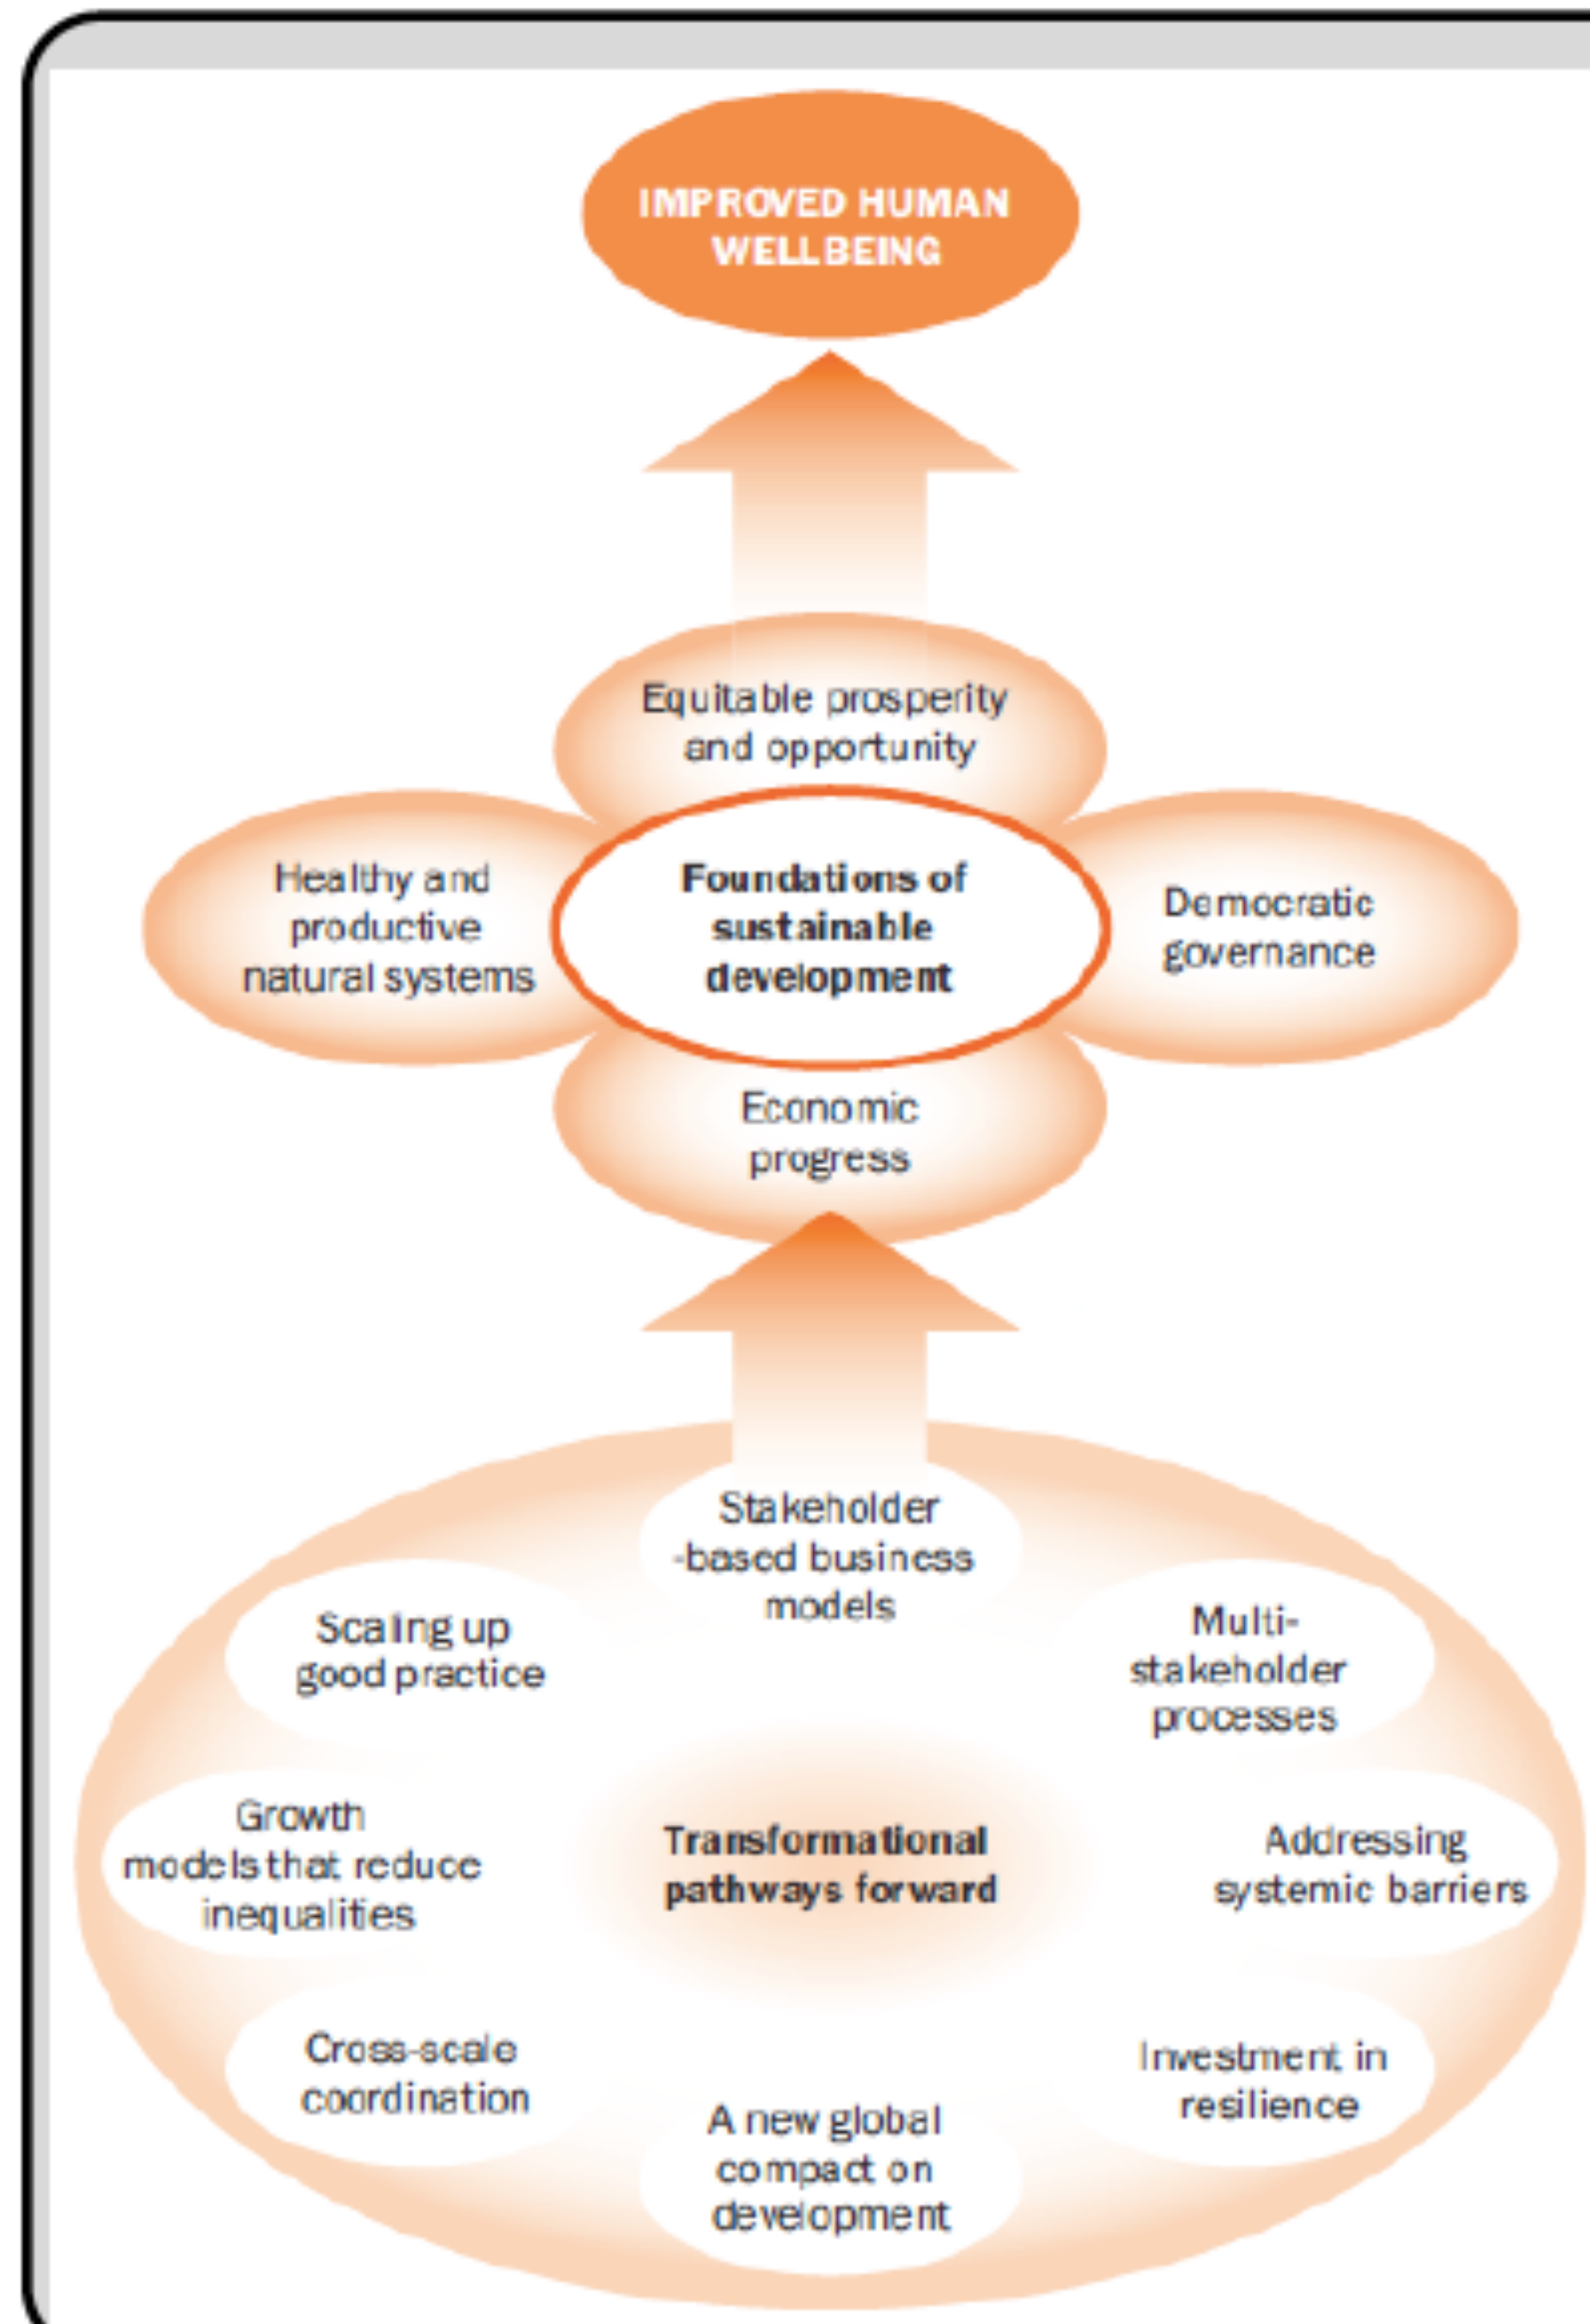 IMPROVED HUMAN
WELLBEING
Equitable prosperity
and opportunity
Healthy and
productive
natural systems
Foundations of
sustainable
development
Democratic
governance
Economic
progress
Stakeholder
-based business
models
Scaling up
good practice
Multi-
stakeholder
processes
Growth
models that reduce
inequalities
Transformational
pathways forward
Addressing
systemic barriers
Cross-scale
coordination
Investment in
resilience
A new global
compact on
development